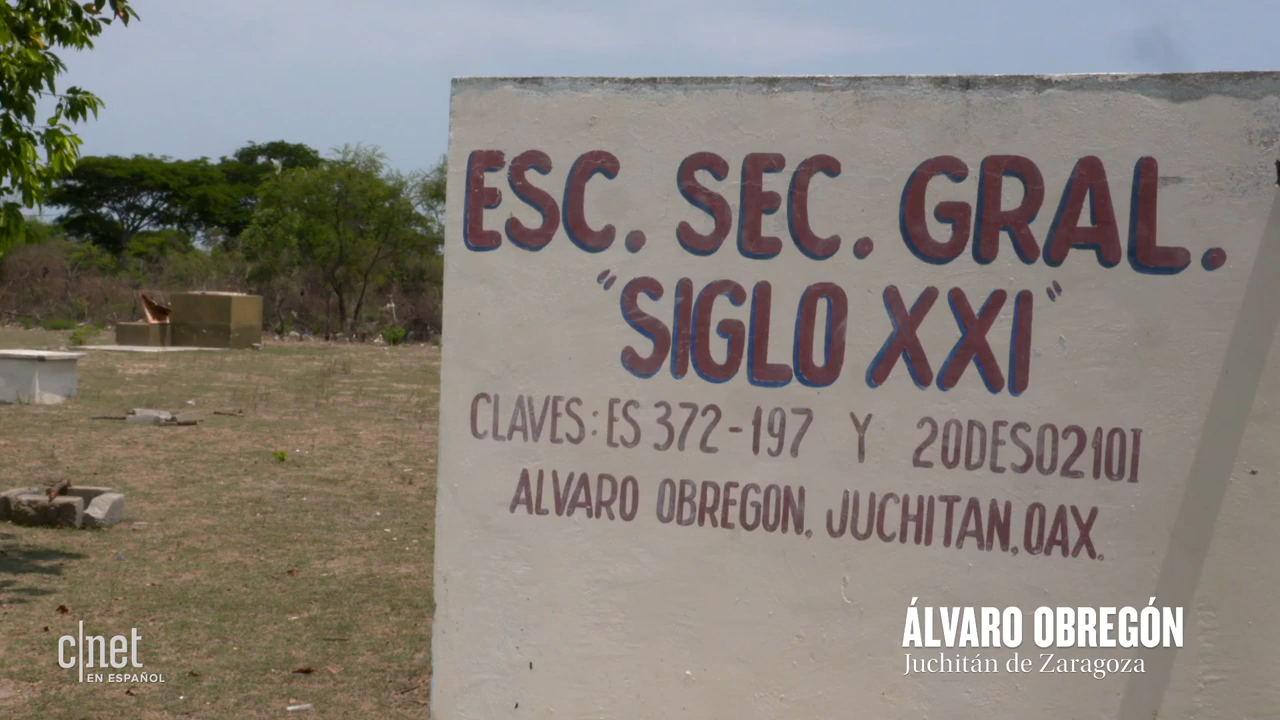 ESC. SEC. GRAL.
"SIGLO XXI"
CLAVES: ES 372-197 Y 20DES0210I
ALVARO OBREGON, JUCHITAN, OAX.
ÁLVARO OBREGÓN
Juchitán de Zaragoza
c|net
EN ESPAÑOL